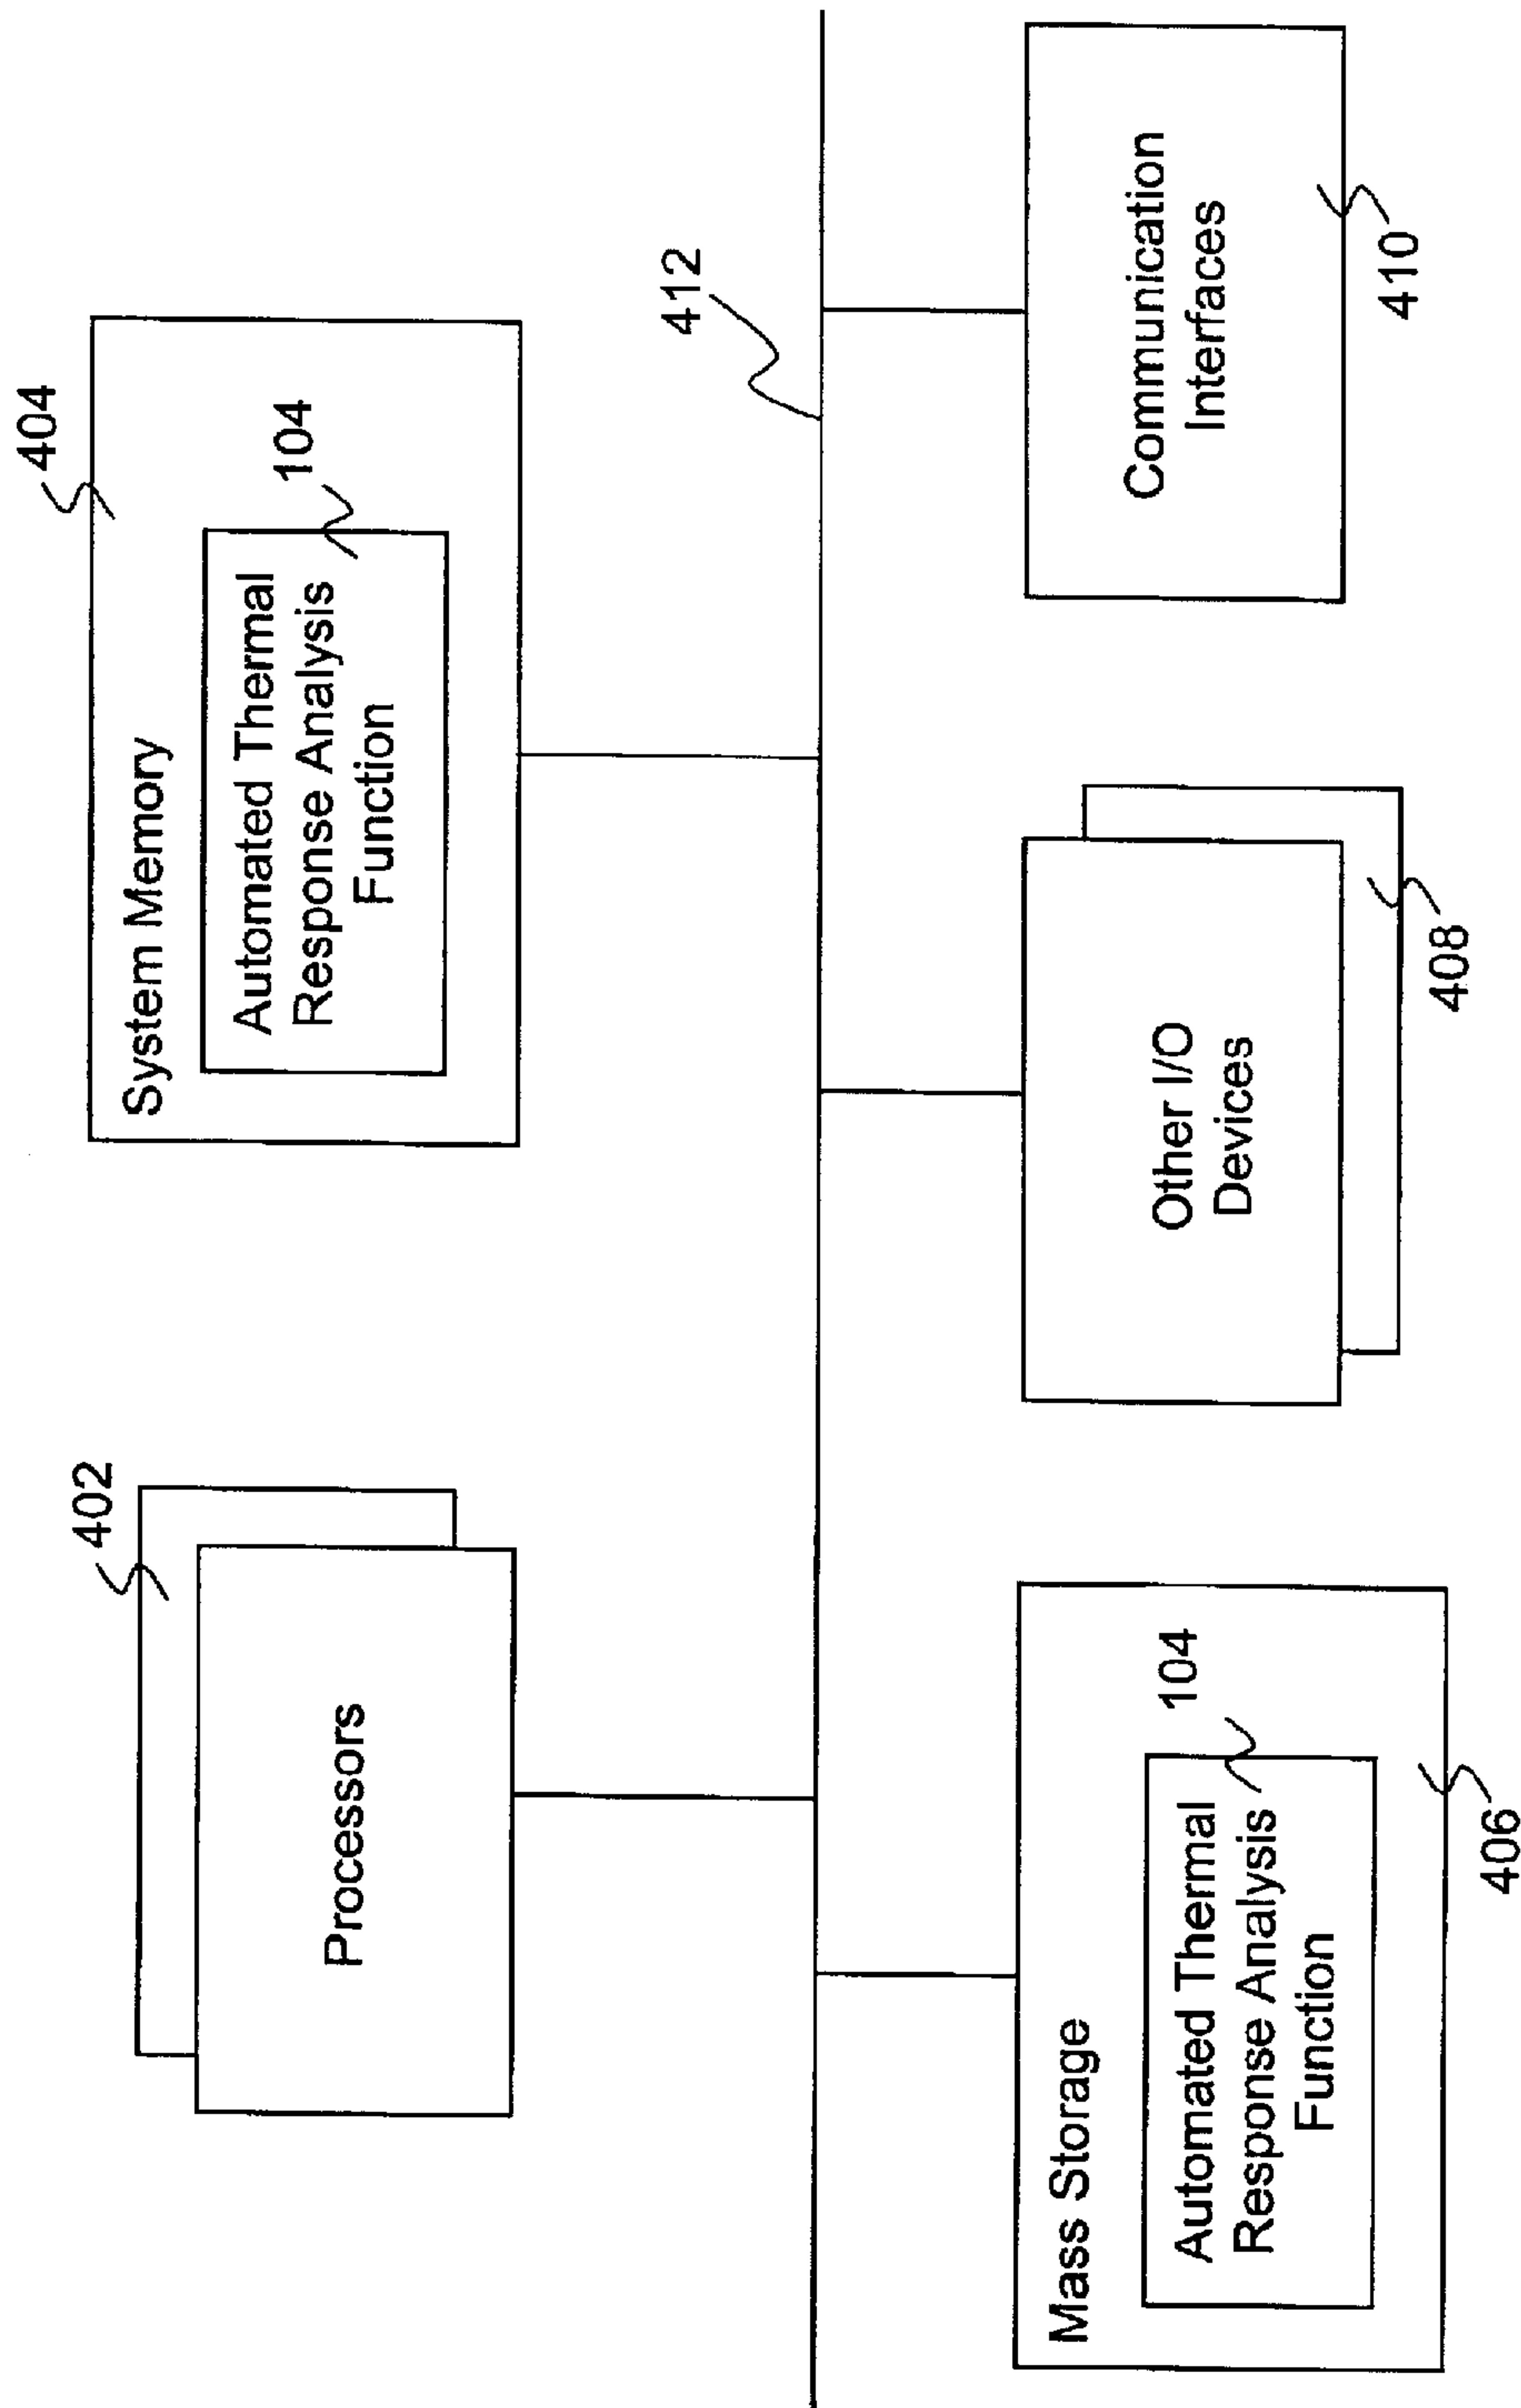 402
Processors
404
System Memory
104
Automated Thermal
Response Analysis
Function
412
Mass Storage
104
Automated Thermal
Response Analysis
Function
406
Other I/O
Devices
408
Communication
Interfaces
410